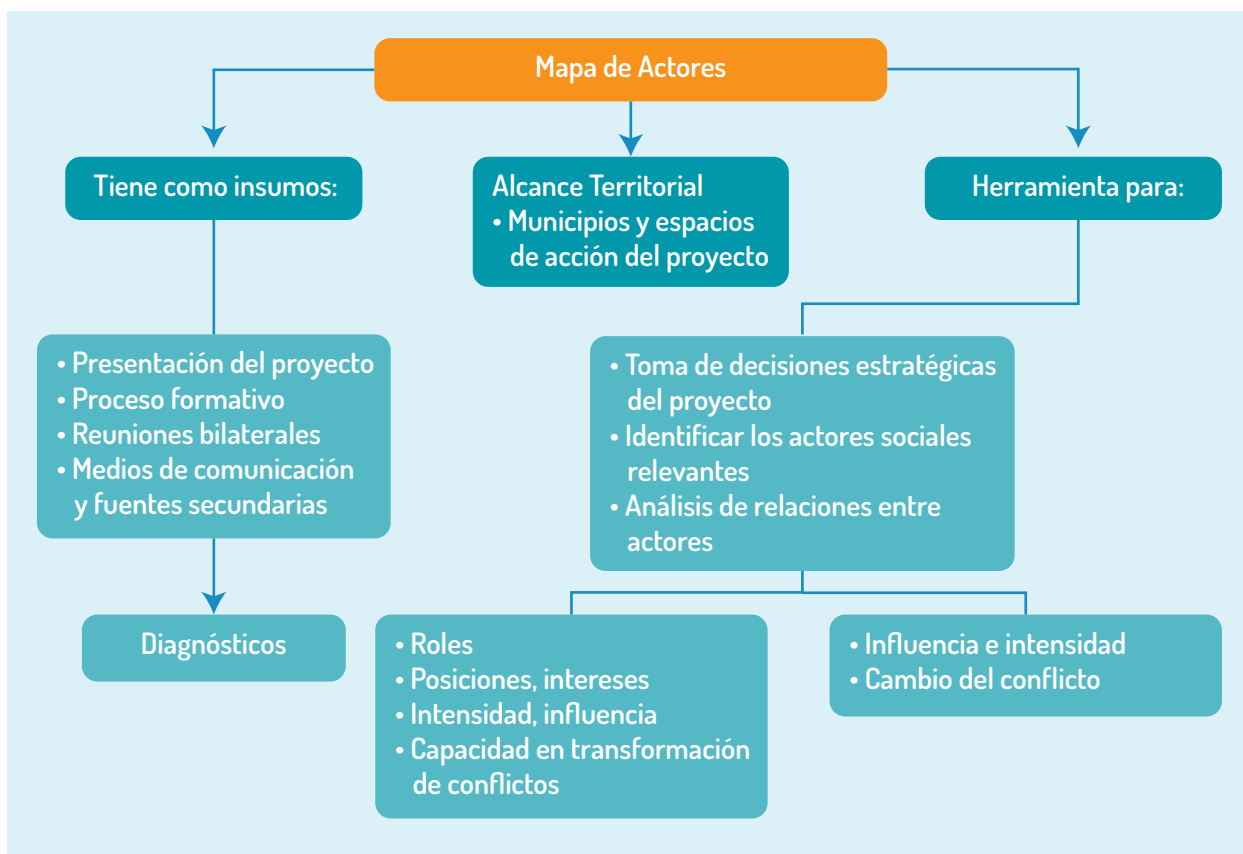 Mapa de Actores
Tiene como insumos:
Alcance Territorial
• Municipios y espacios
de acción del proyecto
Herramienta para:
• Presentación del proyecto
• Proceso formativo
• Reuniones bilaterales
• Medios de comunicación
y fuentes secundarias
• Toma de decisiones estratégicas
del proyecto
• Identificar los actores sociales
relevantes
• Análisis de relaciones entre
actores
Diagnósticos
• Roles
• Posiciones, intereses
• Intensidad, influencia
• Capacidad en transformación
de conflictos
• Influencia e intensidad
• Cambio del conflicto